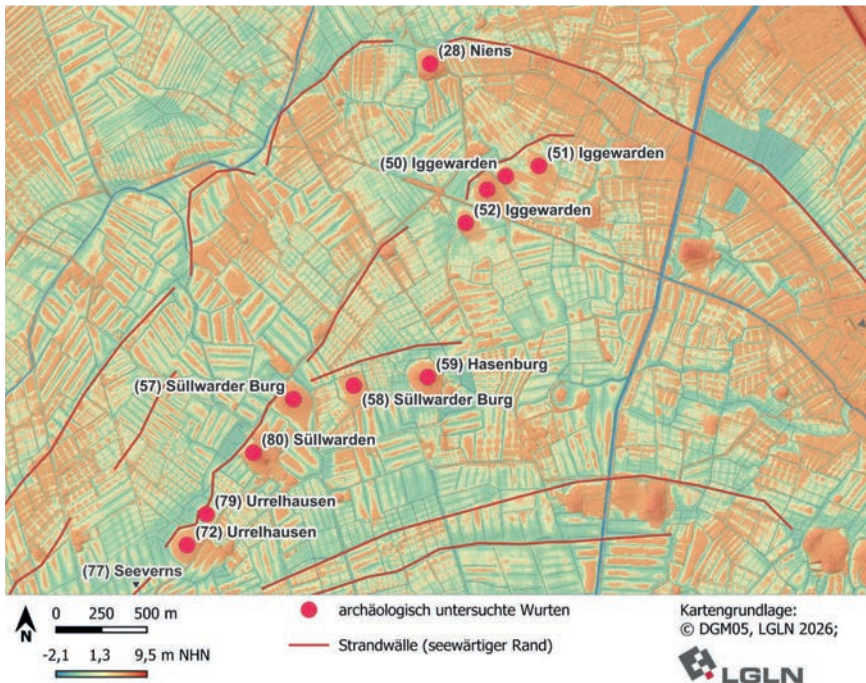 (28) Niens
(51) Iggewarden
(50) Iggewarden
(52) Iggewarden
(59) Hasenburg
(57) Süllwarder Burg
(58) Süllwarder Burg
(80) Süllwarden
(79) Urrelhausen
(72) Urrelhausen
(77) Seeverns
N
0 250 500 m
-2,1 1,3 9,5 m NHN
archäologisch untersuchte Wurten
Strandwälle (seewärtiger Rand)
Kartengrundlage:
© DGM05, LGLN 2026;
LGLN